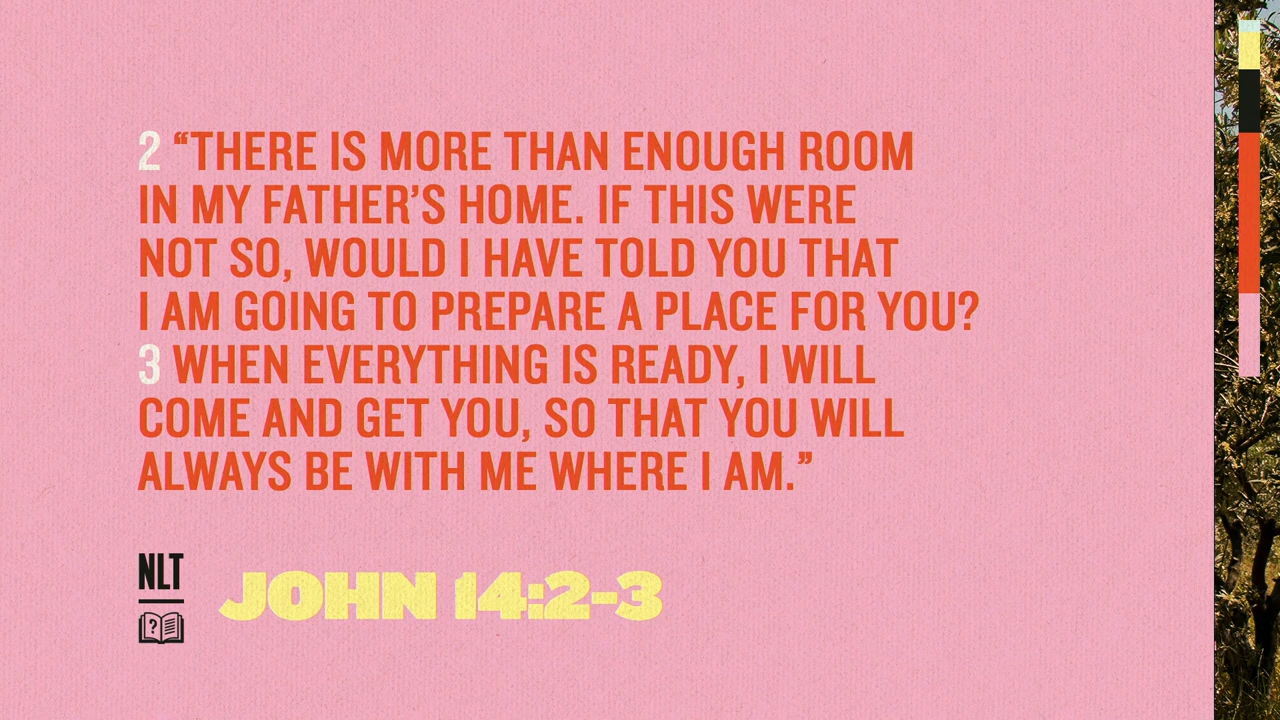 2 “THERE IS MORE THAN ENOUGH ROOM
IN MY FATHER’S HOME. IF THIS WERE
NOT SO, WOULD I HAVE TOLD YOU THAT
I AM GOING TO PREPARE A PLACE FOR YOU?
3 WHEN EVERYTHING IS READY, I WILL
COME AND GET YOU, SO THAT YOU WILL
ALWAYS BE WITH ME WHERE I AM.”
NLT
?
JOHN 14:2-3